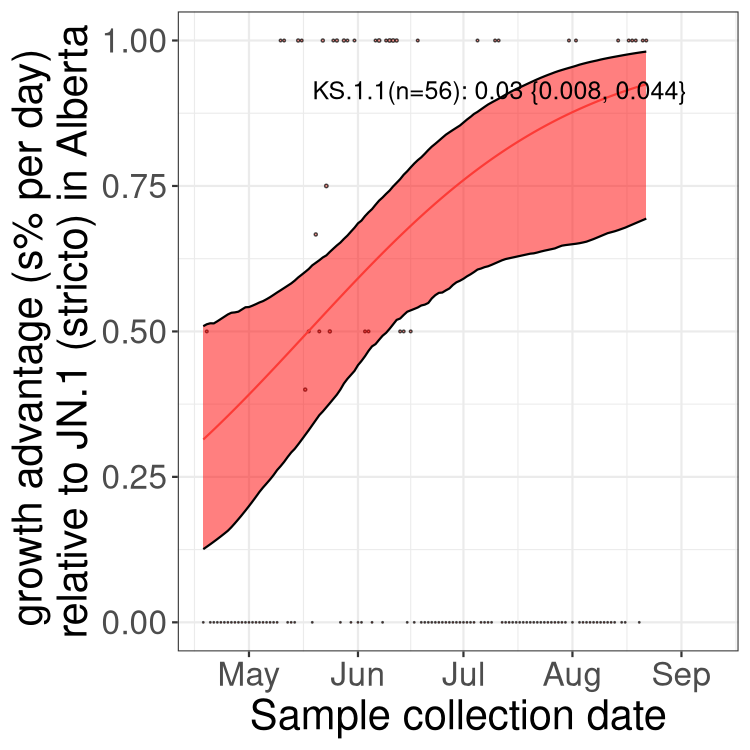 growth advantage (s% per day)
relative to JN.1 (stricto) in Alberta
1.00
0.75
0.50
0.25
0.00
KS.1.1(n=56): 0.03 {0.008, 0.044}
May Jun Jul Aug Sep
Sample collection date